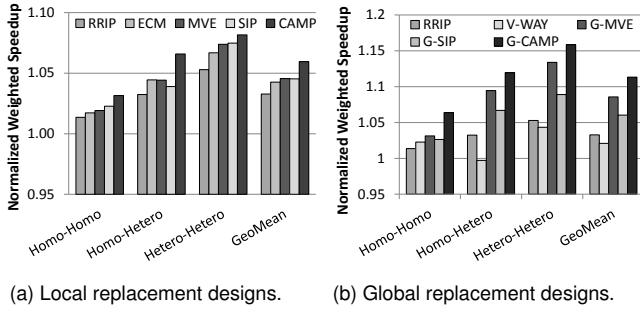 Normalized Weighted Speedup
1.10
1.05
1.00
0.95
RRIP ECM MVE SIP CAMP
Homo-Homo
Homo-Hetero
Hetero-Hetero
GeoMean
(a) Local replacement designs.
Normalized Weighted Speedup
1.2
1.15
1.1
1.05
1
0.95
RRIP V-WAY G-MVE
G-SIP G-CAMP
Homo-Homo
Homo-Hetero
Hetero-Hetero
GeoMean
(b) Global replacement designs.